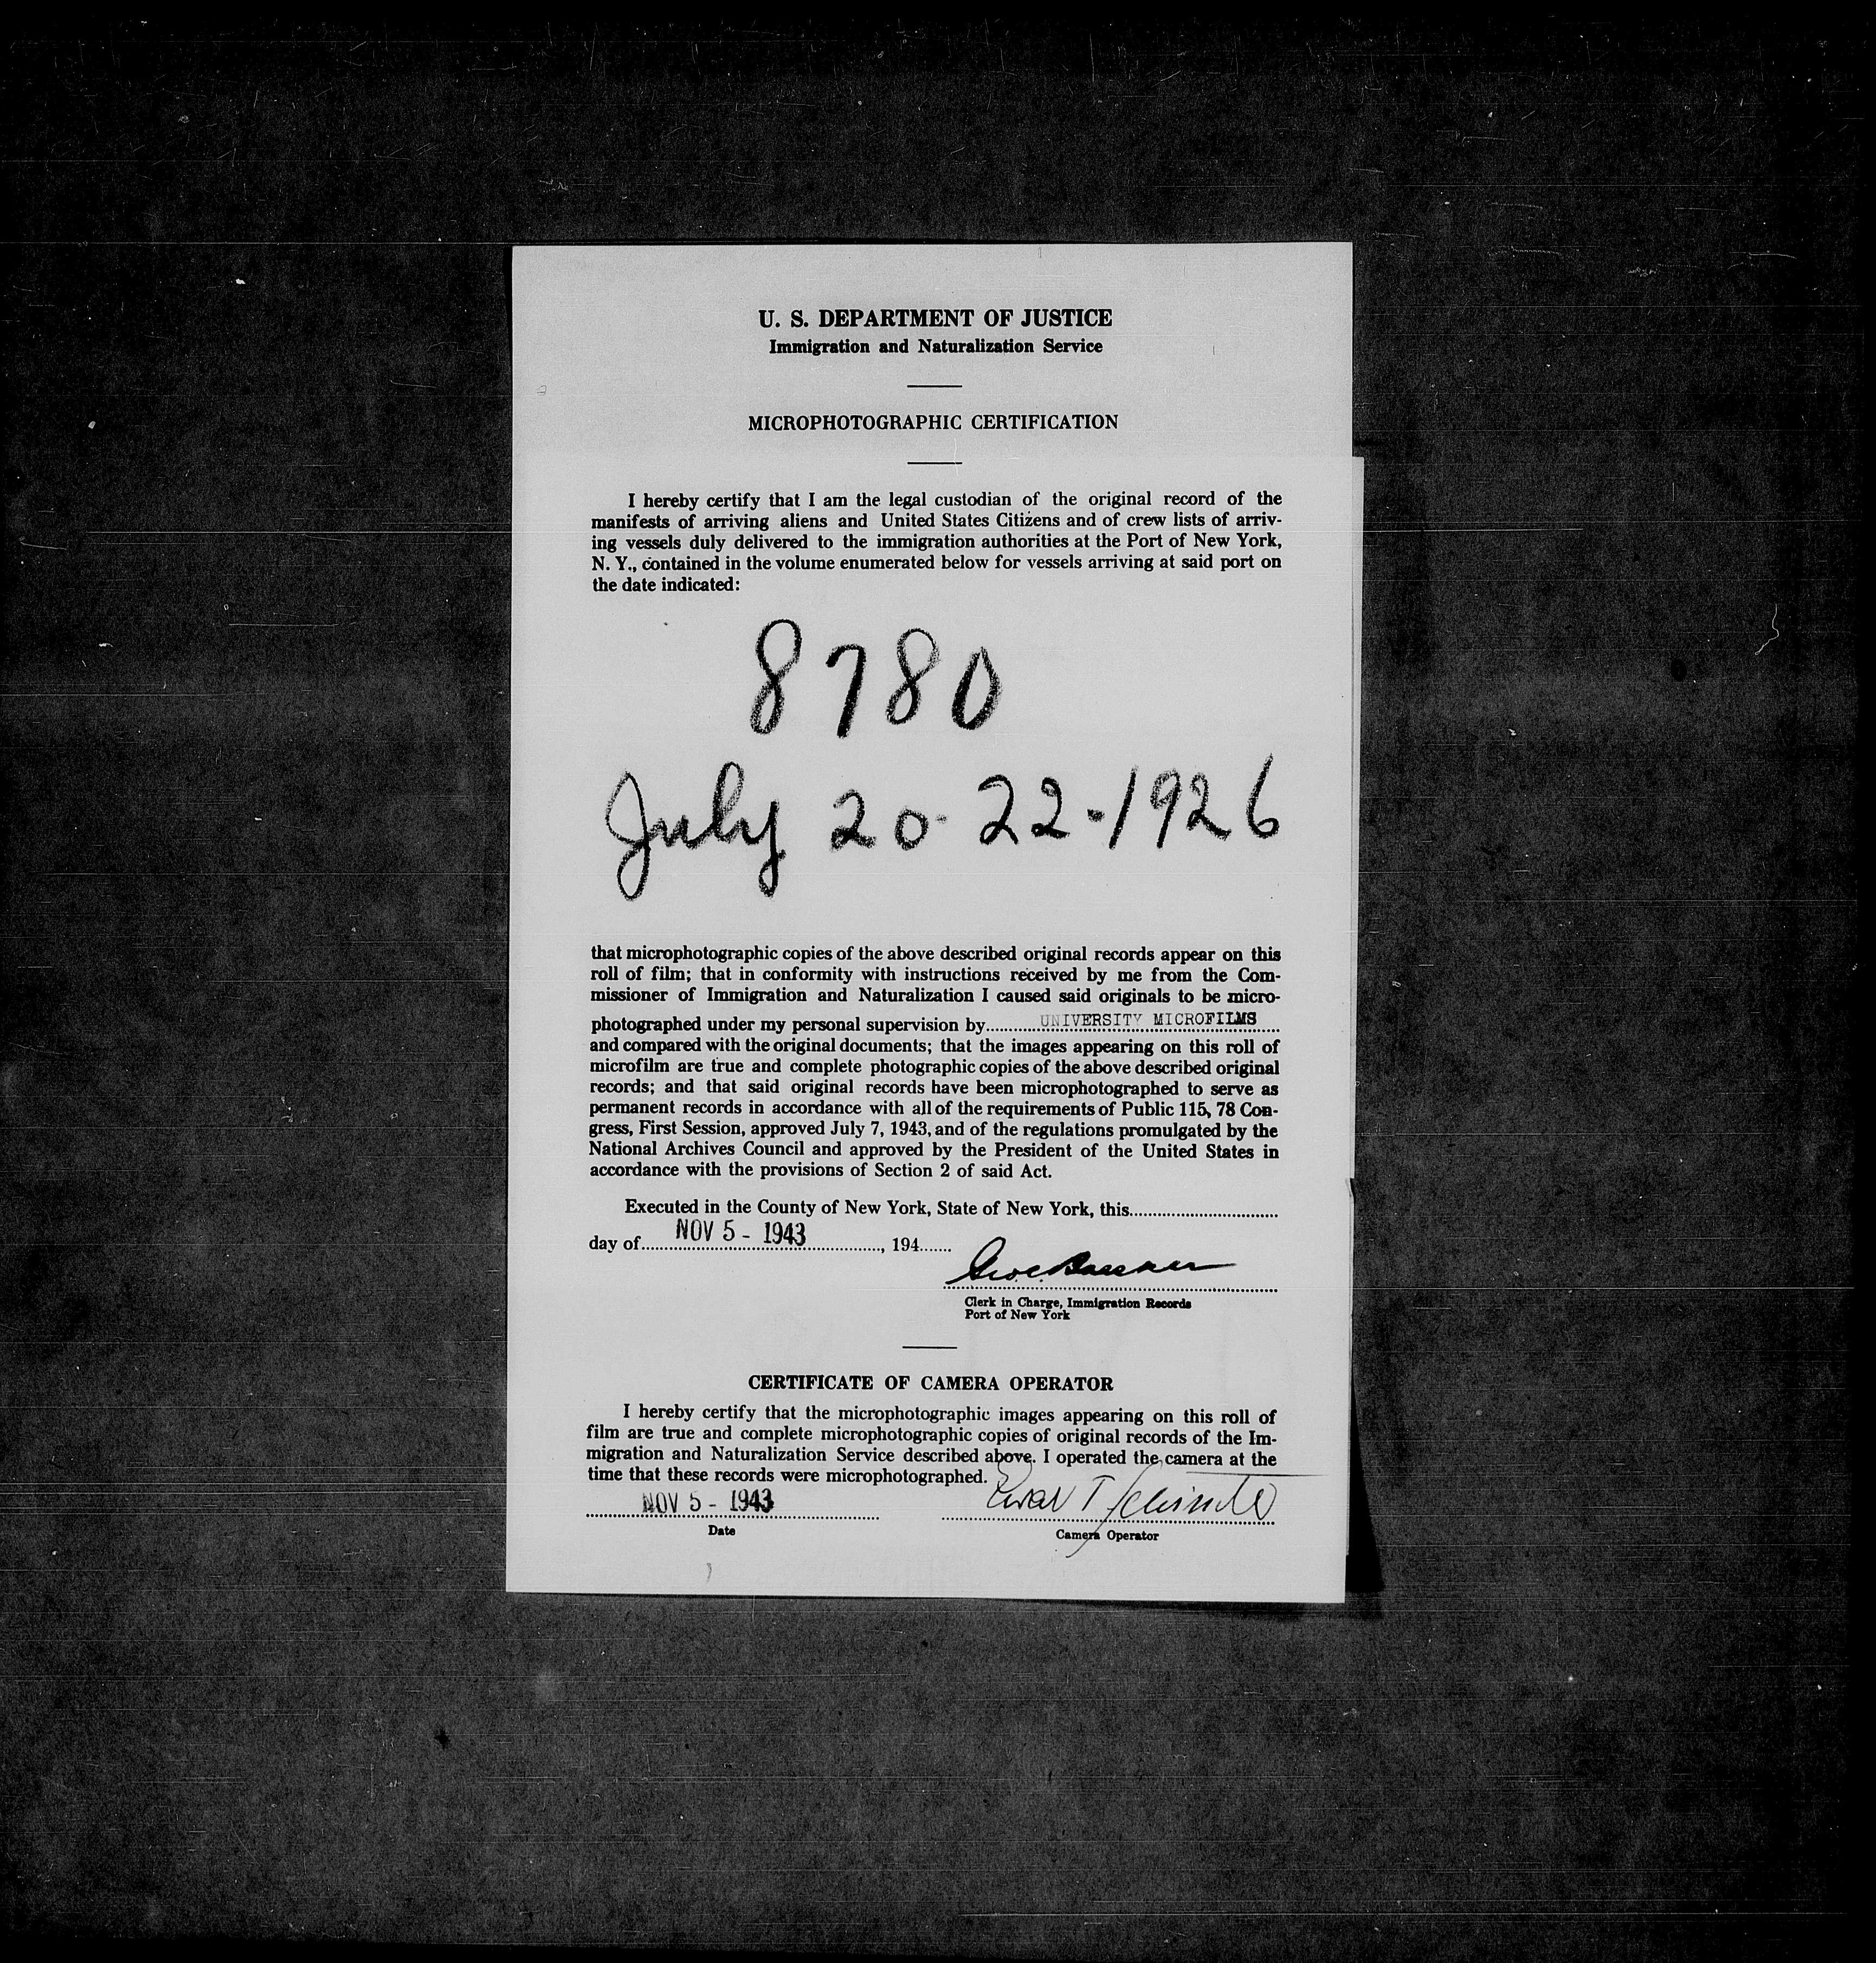 U. S. DEPARTMENT OF JUSTICE
Immigration and Naturalization Service
MICROPHOTOGRAPHIC CERTIFICATION
I hereby certify that I am the legal custodian of the original record of the
manifests of arriving aliens and United States Citizens and of crew lists of arriv-
ing vessels duly delivered to the immigration authorities at the Port of New York,
N. Y., contained in the volume enumerated below for vessels arriving at said port on
the date indicated:
8780
July 20-22-1926
that microphotographic copies of the above described original records appear on this
roll of film; that in conformity with instructions received by me from the Com-
missioner of Immigration and Naturalization I caused said originals to be micro-
photographed under my personal supervision by UNIVERSITY MICROFILMS
and compared with the original documents; that the images appearing on this roll of
microfilm are true and complete photographic copies of the above described original
records; and that said original records have been microphotographed to serve as
permanent records in accordance with all of the requirements of Public 115, 78 Con-
gress, First Session, approved July 7, 1943, and of the regulations promulgated by the
National Archives Council and approved by the President of the United States in
accordance with the provisions of Section 2 of said Act.
Executed in the County of New York, State of New York, this
day of NOV 5 - 1943, 194
Clerk in Charge, Immigration Records
Port of New York
CERTIFICATE OF CAMERA OPERATOR
I hereby certify that the microphotographic images appearing on this roll of
film are true and complete microphotographic copies of original records of the Im-
migration and Naturalization Service described above. I operated the camera at the
time that these records were microphotographed.
NOV 5 - 1943
Date
Camera Operator